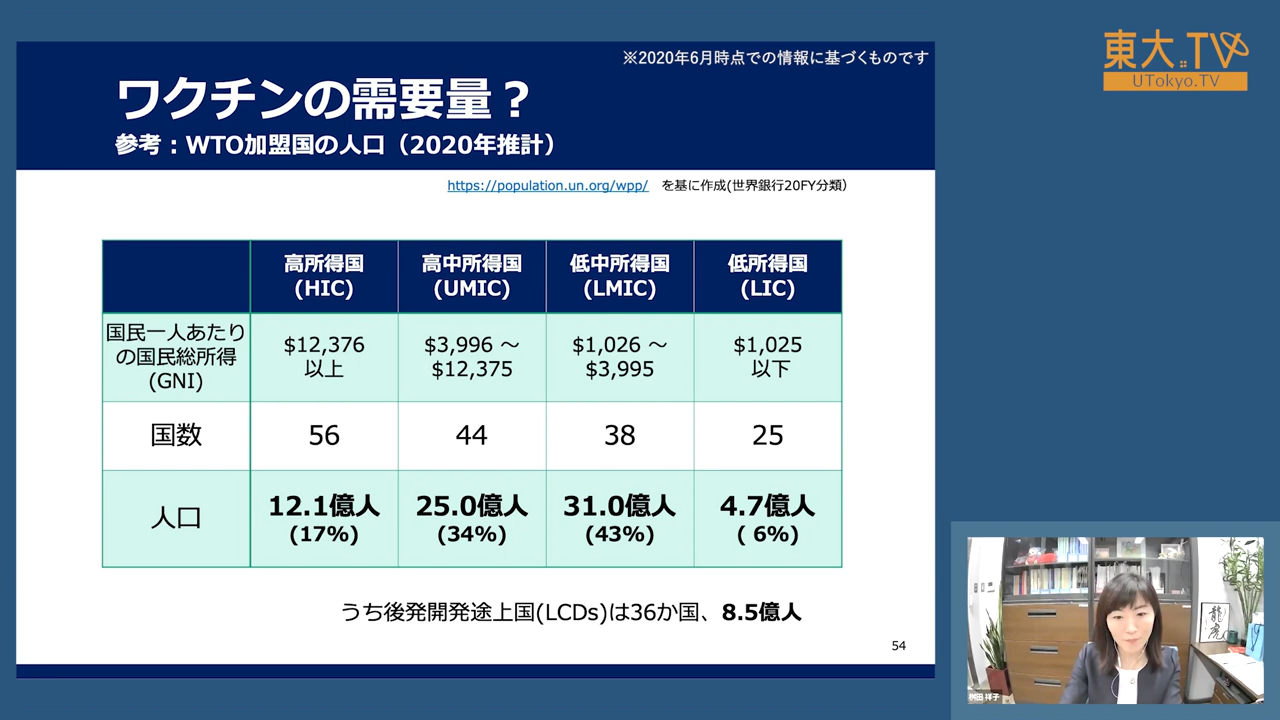 ※2020年6月時点での情報に基づくものです
東大.TV
UTokyo.TV
ワクチンの需要量？
参考：WTO加盟国の人口（2020年推計）
https://population.un.org/wpp/ を基に作成(世界銀行20FY分類）
高所得国
(HIC)
高中所得国
(UMIC)
低中所得国
(LMIC)
低所得国
(LIC)
国民一人あたり
の国民総所得
(GNI)
$12,376
以上
$3,996 ～
$12,375
$1,026 ～
$3,995
$1,025
以下
国数
56
44
38
25
人口
12.1億人
(17%)
25.0億人
(34%)
31.0億人
(43%)
4.7億人
( 6%)
うち後発開発途上国(LCDs)は36か国、8.5億人
54
龍
虎
桝田 祥子